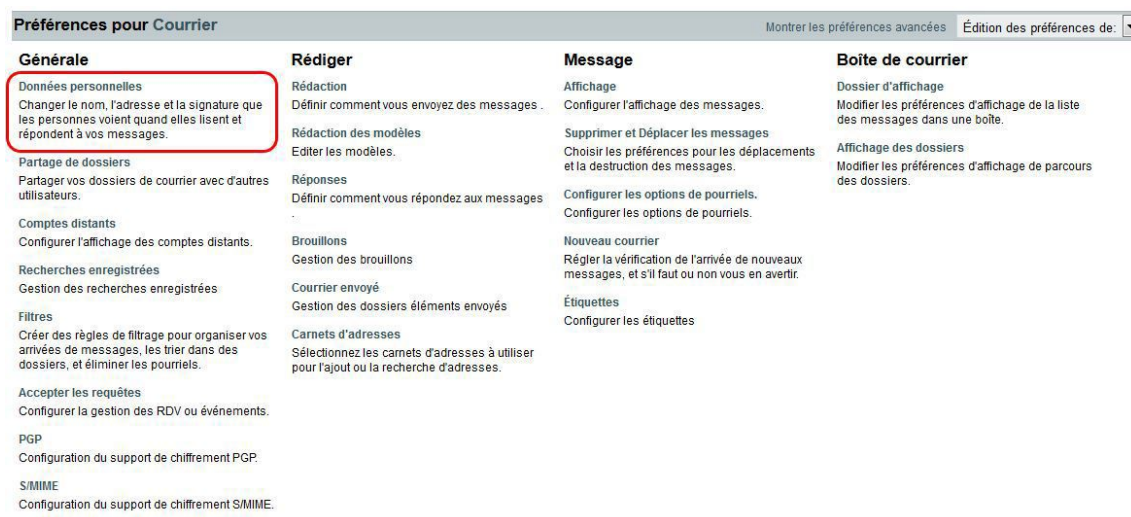 Préférences pour Courrier
Montrer les préférences avancées
Édition des préférences de:
Générale
Données personnelles
Changer le nom, l'adresse et la signature que
les personnes voient quand elles lisent et
répondent à vos messages.
Partage de dossiers
Partager vos dossiers de courrier avec d'autres
utilisateurs.
Comptes distants
Configurer l'affichage des comptes distants.
Recherches enregistrées
Gestion des recherches enregistrées
Filtres
Créer des règles de filtrage pour organiser vos
arrivées de messages, les trier dans des
dossiers, et éliminer les pourriels.
Accepter les requêtes
Configurer la gestion des RDV ou événements.
PGP
Configuration du support de chiffrement PGP.
S/MIME
Configuration du support de chiffrement S/MIME.
Rédiger
Rédaction
Définir comment vous envoyez des messages .
Rédaction des modèles
Editer les modèles.
Réponses
Définir comment vous répondez aux messages
.
Brouillons
Gestion des brouillons
Courrier envoyé
Gestion des dossiers éléments envoyés
Carnets d'adresses
Sélectionnez les carnets d'adresses à utiliser
pour l'ajout ou la recherche d'adresses.
Message
Affichage
Configurer l'affichage des messages.
Supprimer et Déplacer les messages
Choisir les préférences pour les déplacements
et la destruction des messages.
Configurer les options de pourriels.
Configurer les options de pourriels.
Nouveau courrier
Régler la vérification de l'arrivée de nouveaux
messages, et s'il faut ou non vous en avertir.
Étiquettes
Configurer les étiquettes
Boîte de courrier
Dossier d'affichage
Modifier les préférences d'affichage de la liste
des messages dans une boîte.
Affichage des dossiers
Modifier les préférences d'affichage de parcours
des dossiers.